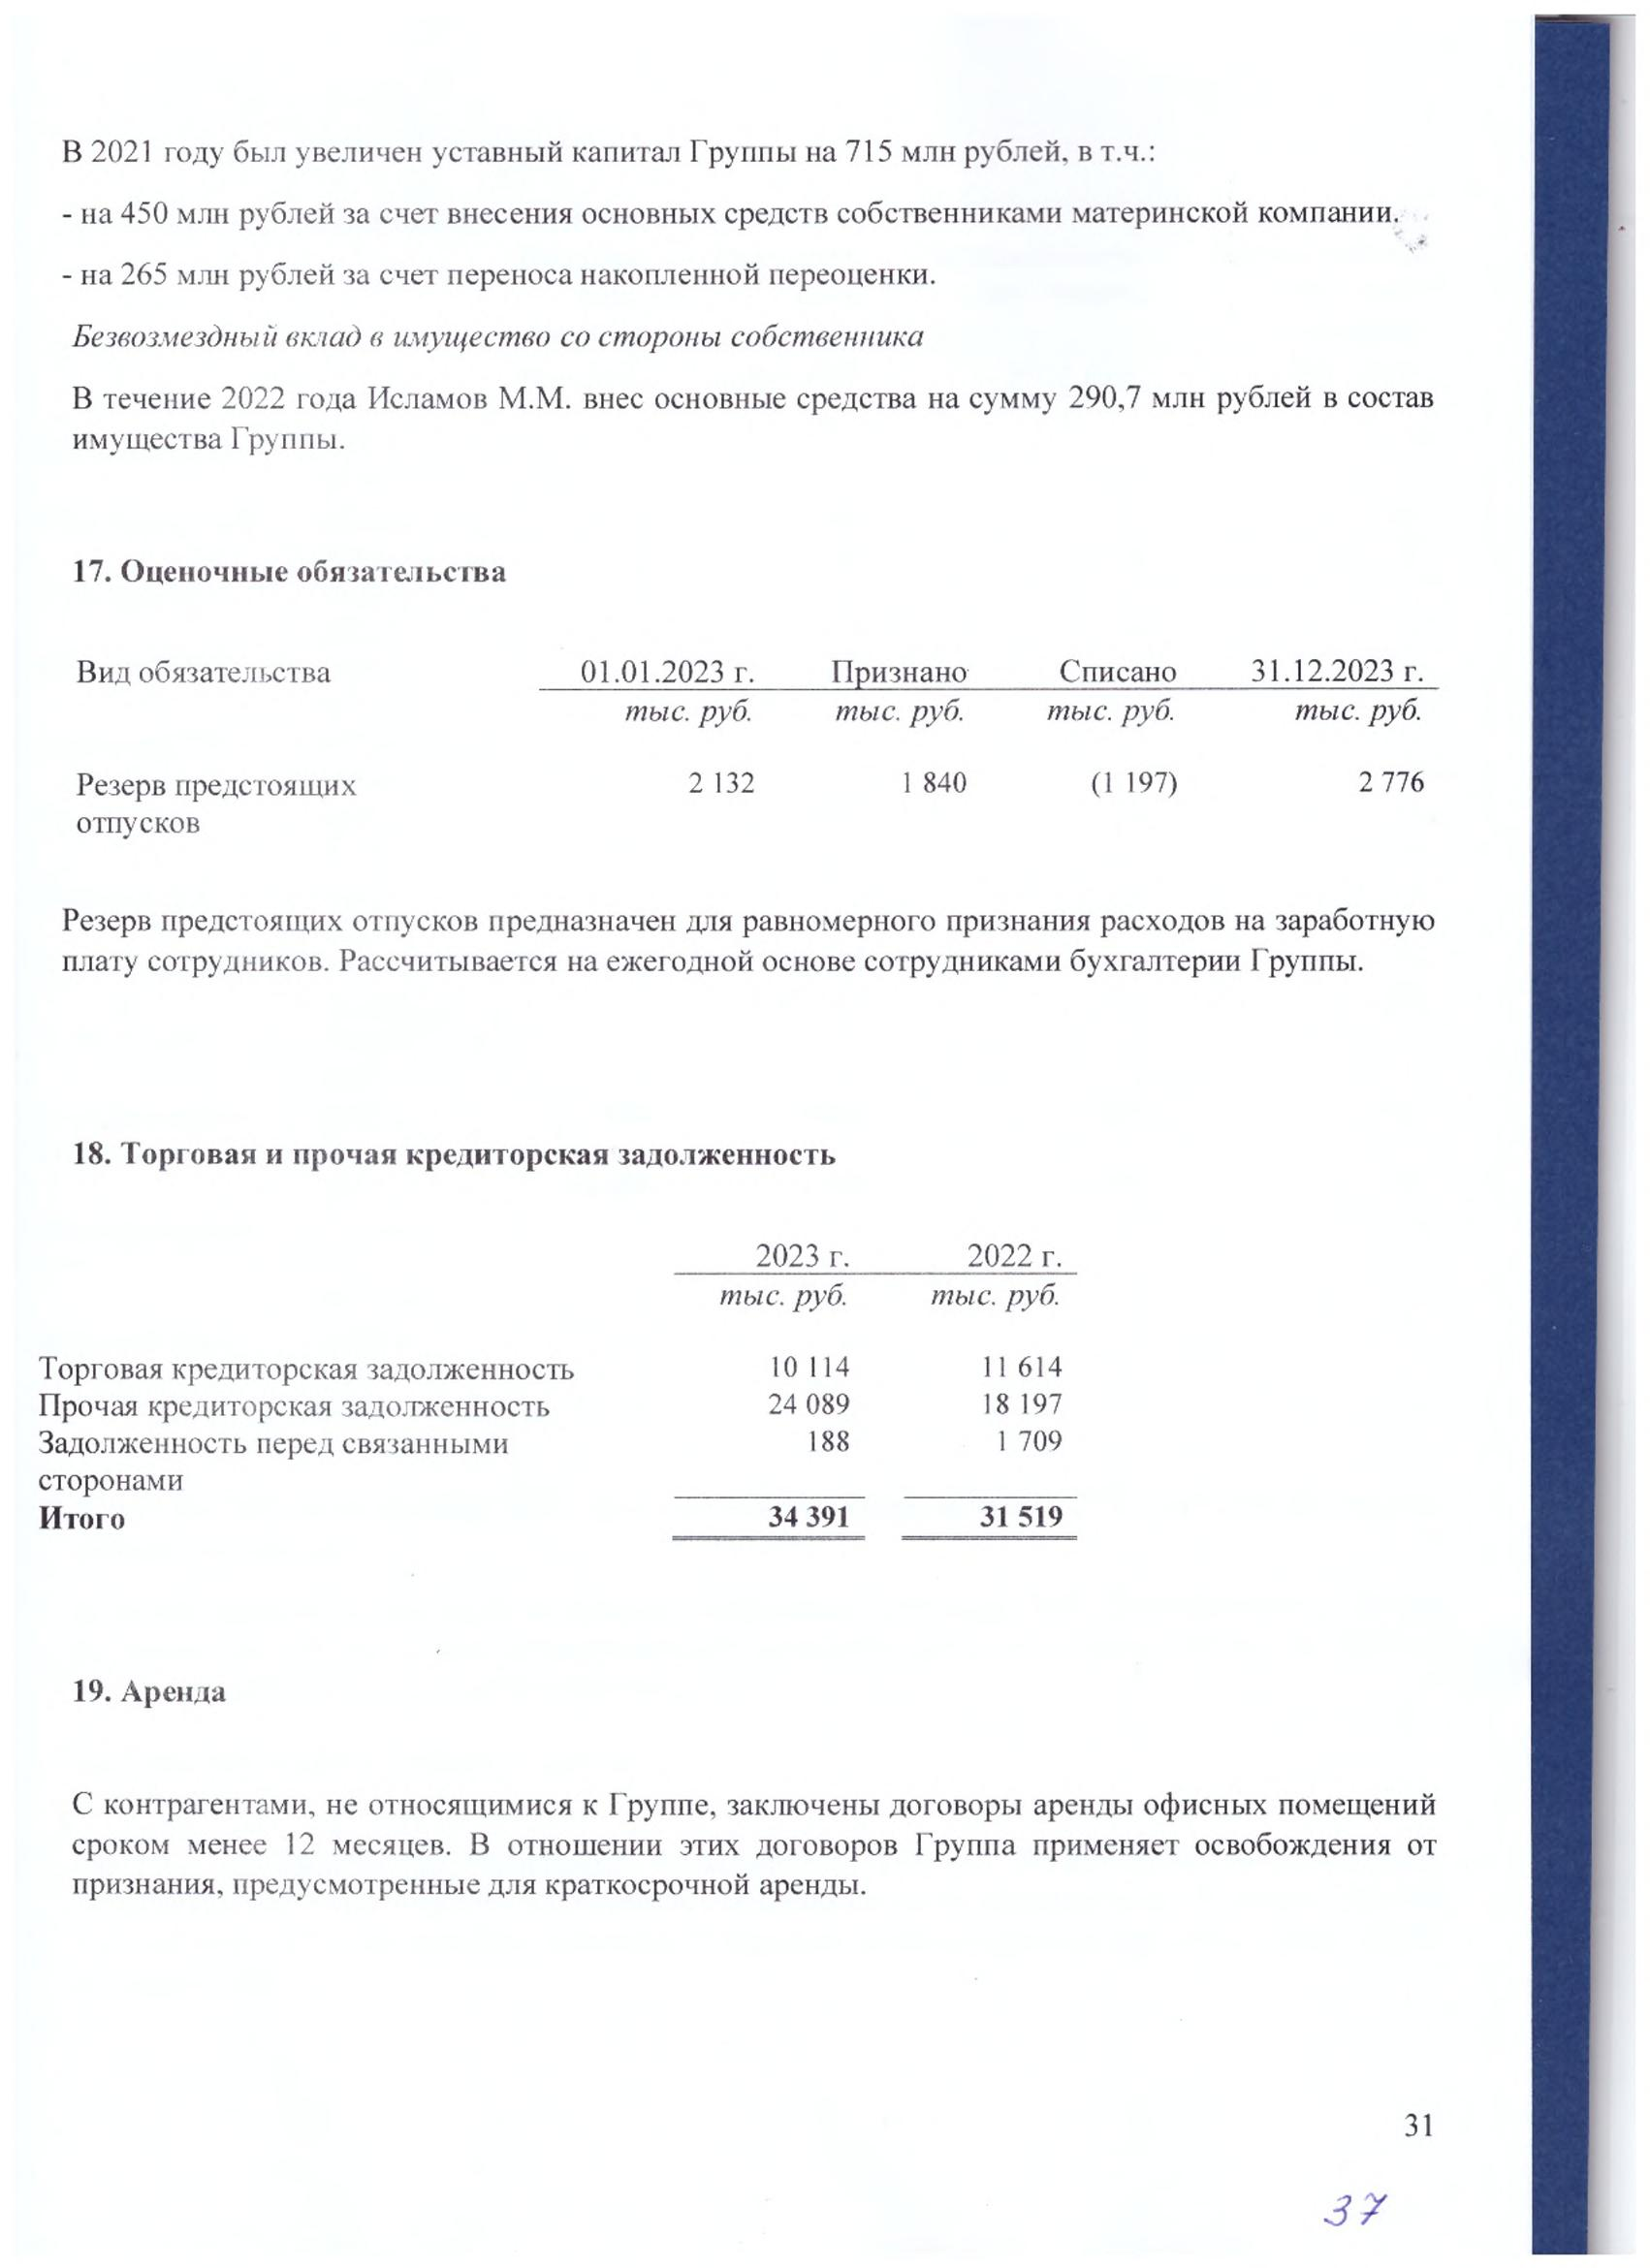 В 2021 году был увеличен уставный капитал Группы на 715 млн рублей, в т.ч.:
- на 450 млн рублей за счет внесения основных средств собственниками материнской компании.
- на 265 млн рублей за счет переноса накопленной переоценки.
Безвозмездный вклад в имущество со стороны собственника
В течение 2022 года Исламов М.М. внес основные средства на сумму 290,7 млн рублей в состав
имущества Группы.
17. Оценочные обязательства
Вид обязательства 01.01.2023 г. Признано Списано 31.12.2023 г.
тыс. руб. тыс. руб. тыс. руб. тыс. руб.
Резерв предстоящих 2 132 1 840 (1 197) 2 776
отпусков
Резерв предстоящих отпусков предназначен для равномерного признания расходов на заработную
плату сотрудников. Рассчитывается на ежегодной основе сотрудниками бухгалтерии Группы.
18. Торговая и прочая кредиторская задолженность
2023 г. 2022 г.
тыс. руб. тыс. руб.
Торговая кредиторская задолженность 10 114 11 614
Прочая кредиторская задолженность 24 089 18 197
Задолженность перед связанными 188 1 709
сторонами
Итого 34 391 31 519
19. Аренда
С контрагентами, не относящимися к Группе, заключены договоры аренды офисных помещений
сроком менее 12 месяцев. В отношении этих договоров Группа применяет освобождения от
признания, предусмотренные для краткосрочной аренды.
31
37